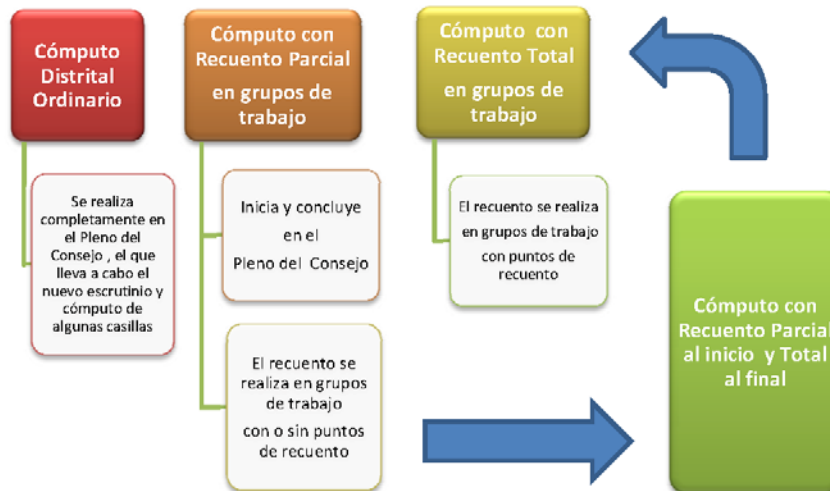 Cómputo
Distrital
Ordinario
Se realiza
completamente en
el Pleno del
Consejo , el que
lleva a cabo el
nuevo escrutinio y
cómputo de
algunas casillas
Cómputo con
Recuento Parcial
en grupos de
trabajo
Inicia y concluye
en el
Pleno del Consejo
El recuento se
realiza en grupos
de trabajo
con o sin puntos
de recuento
Cómputo con
Recuento Total
en grupos de
trabajo
El recuento se realiza
en grupos de trabajo
con puntos de
recuento
Cómputo con
Recuento Parcial
al inicio y Total
al final